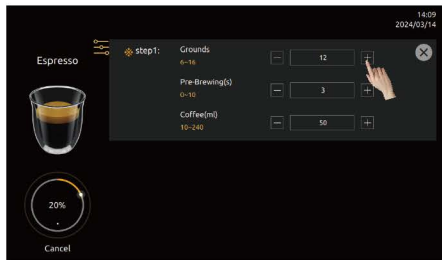 14:09
2024/03/14
Espresso
step1:
Grounds
6~16
12
Pre-Brewing(s)
0~10
3
Coffee(ml)
10~240
50
20%
Cancel